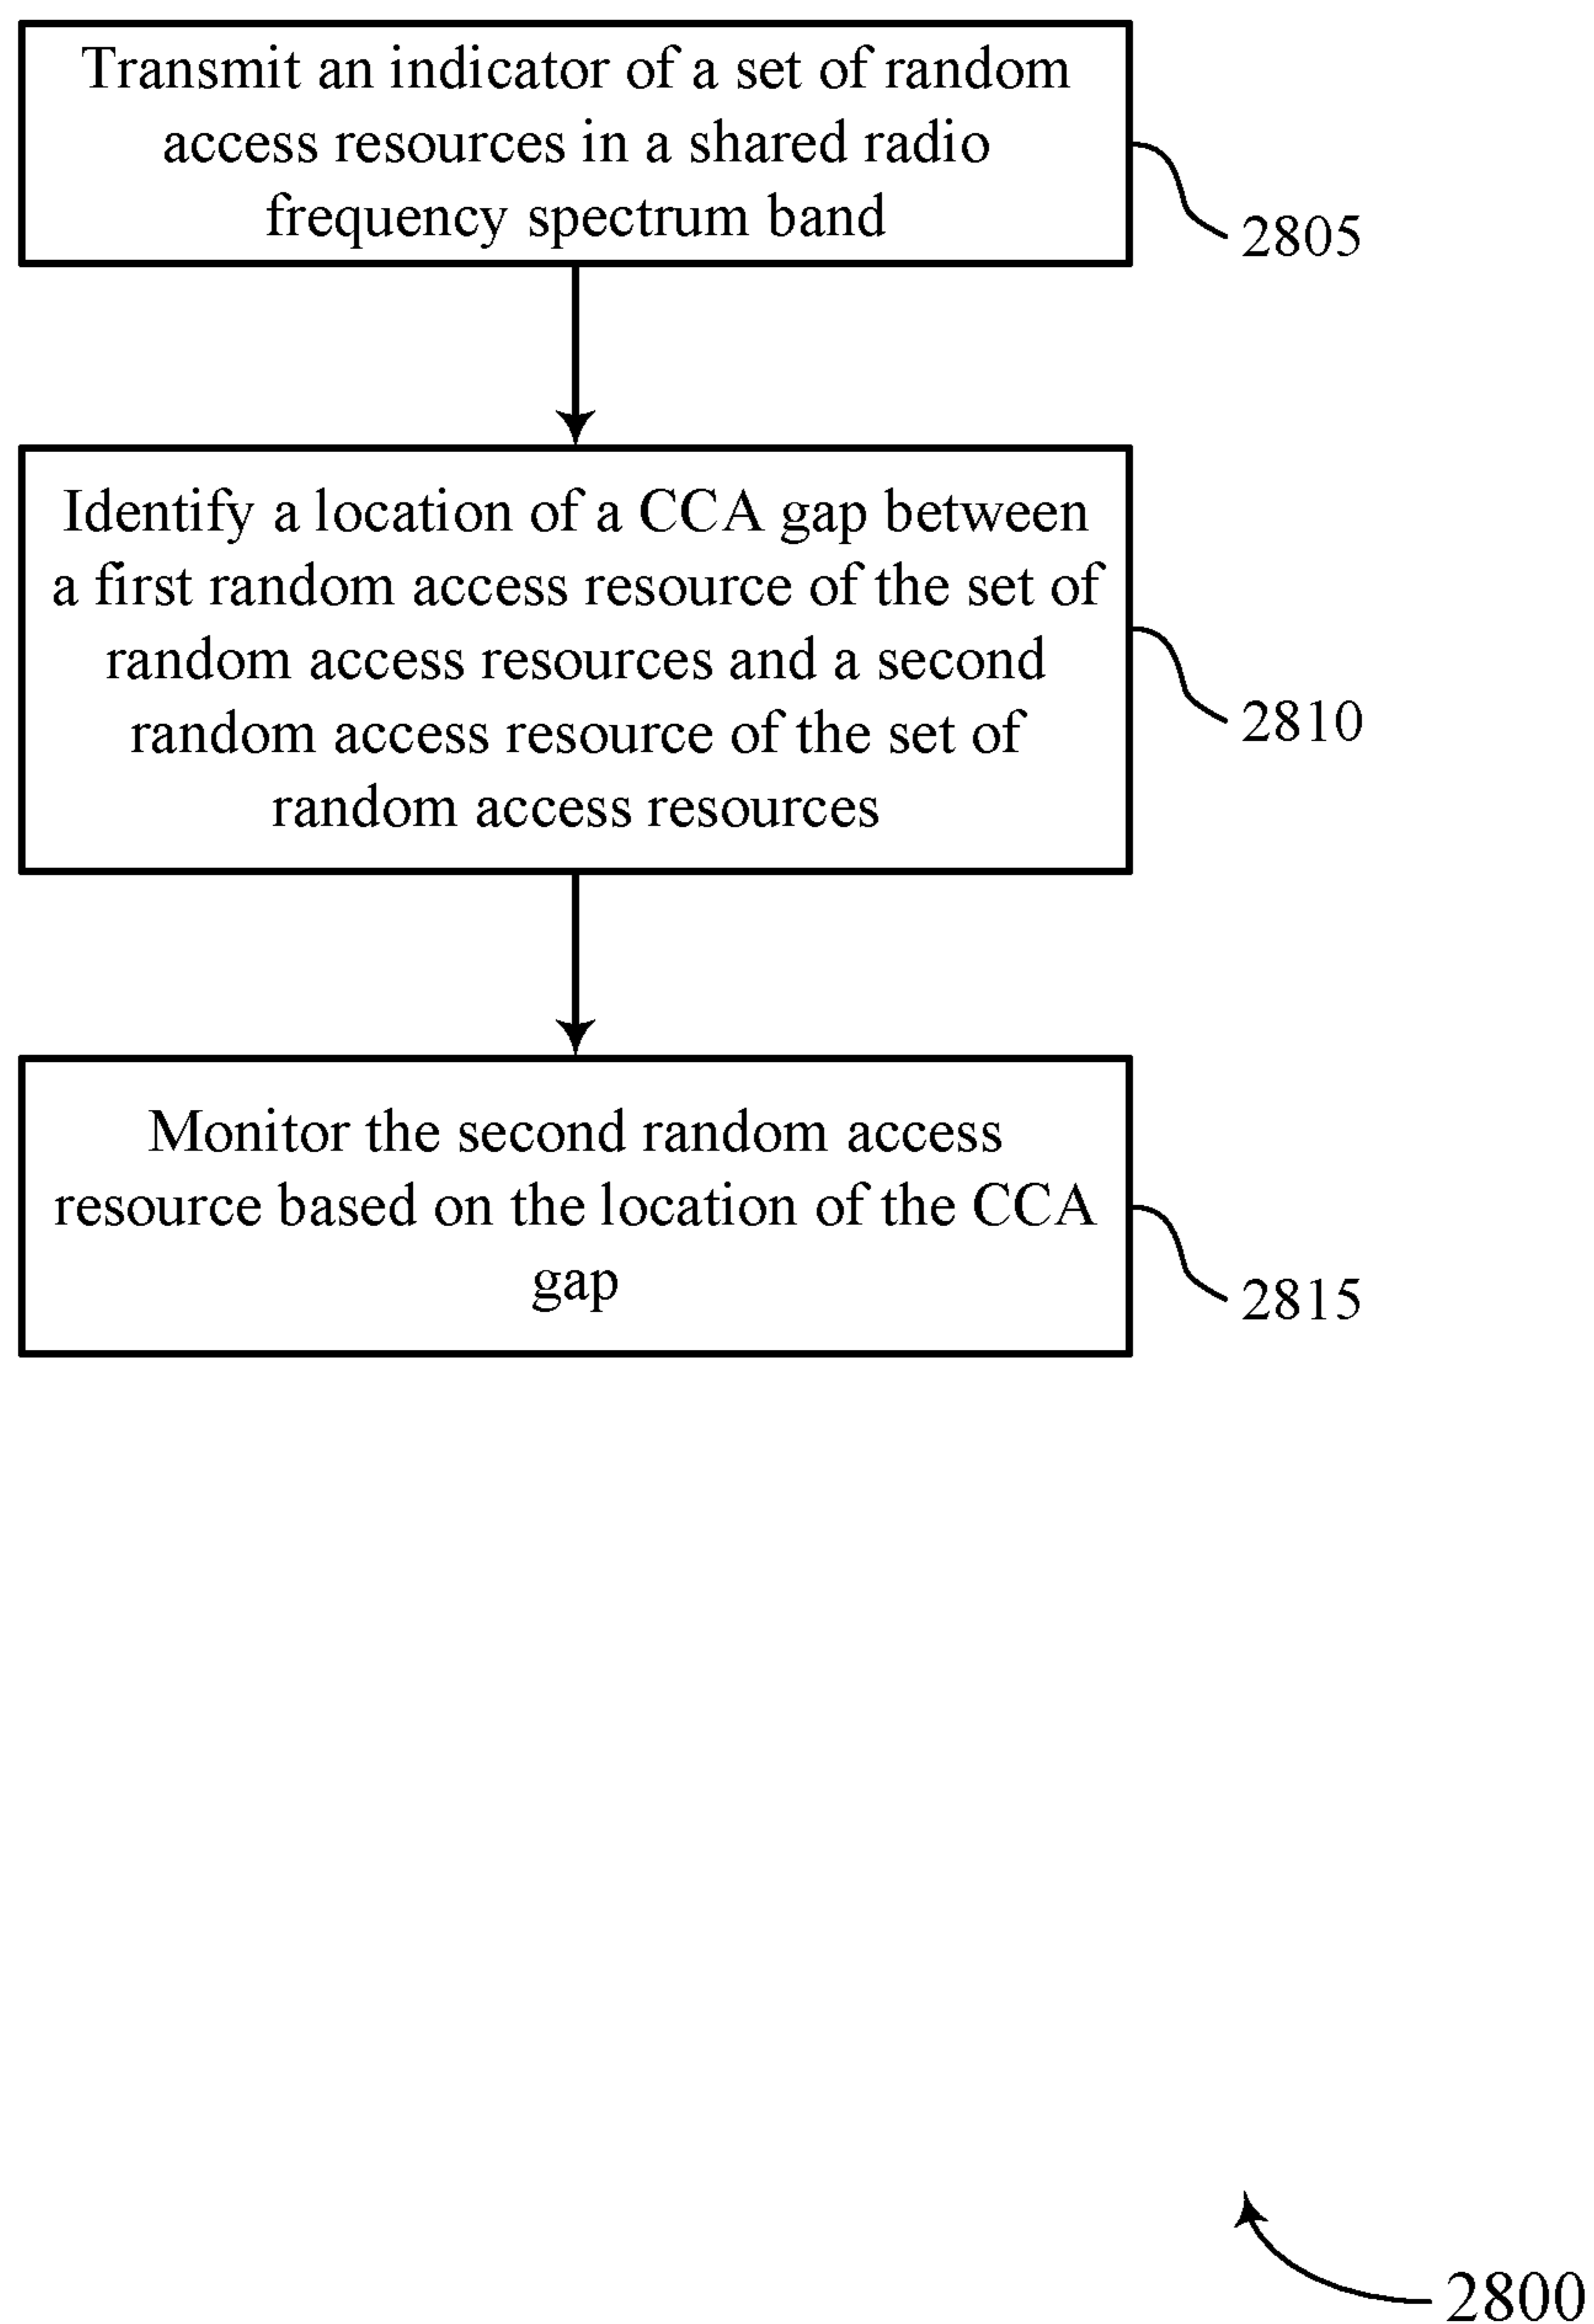 Transmit an indicator of a set of random
access resources in a shared radio
frequency spectrum band
2805
Identify a location of a CCA gap between
a first random access resource of the set of
random access resources and a second
random access resource of the set of
random access resources
2810
Monitor the second random access
resource based on the location of the CCA
gap
2815
2800